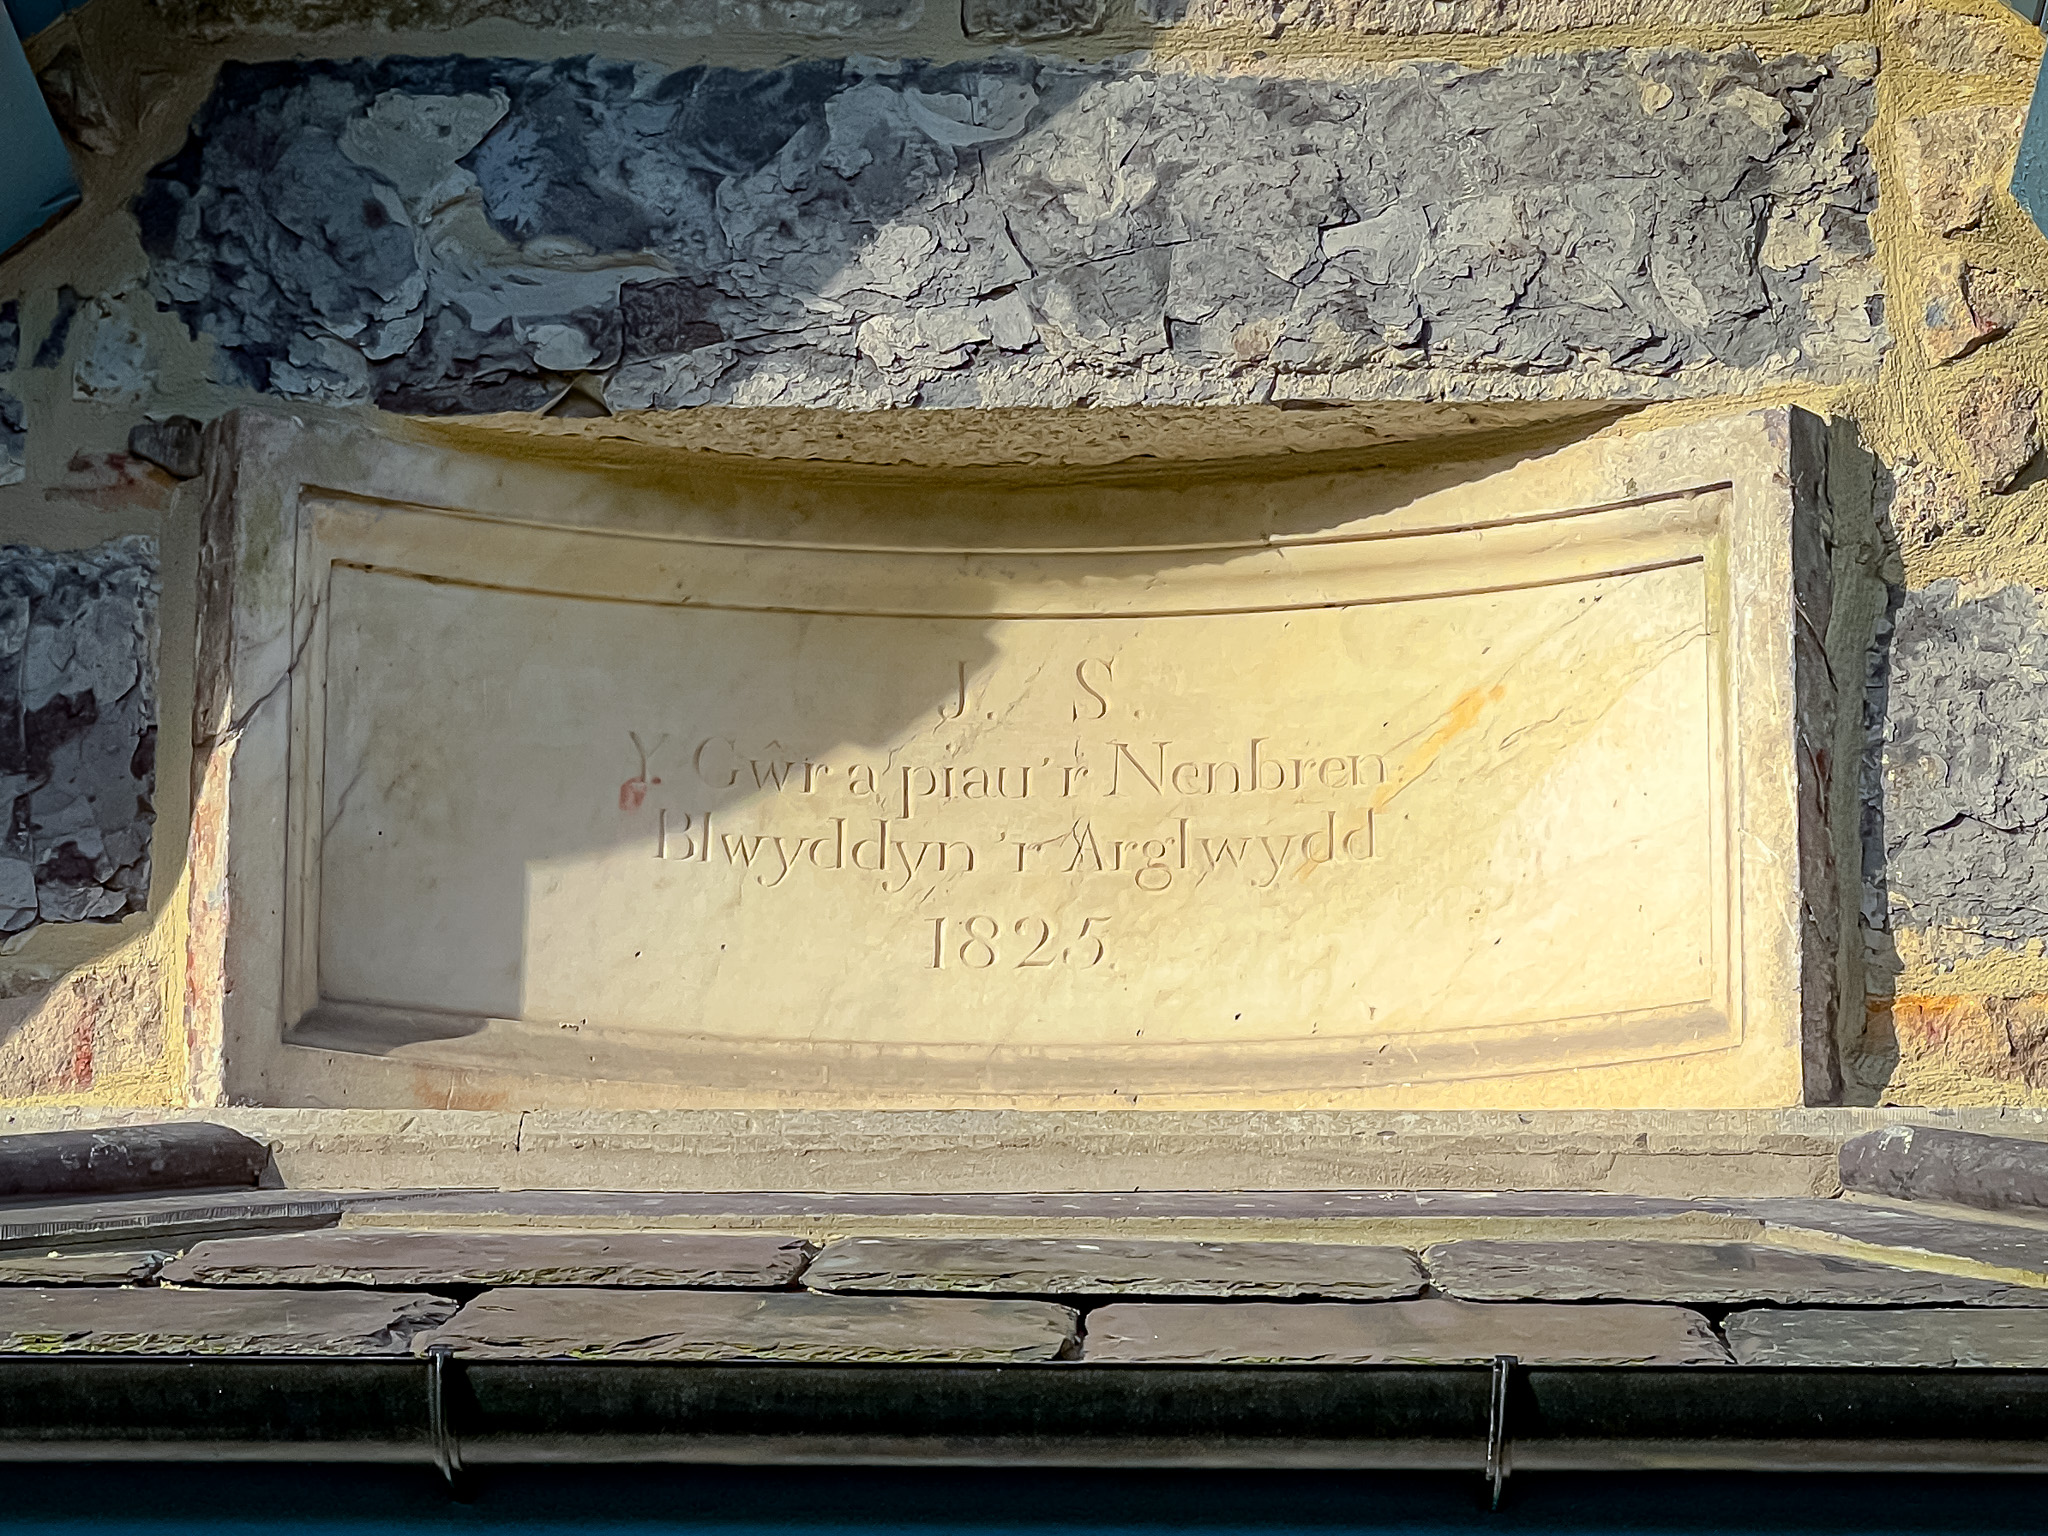 J. S.
Y. Gŵr a piau'r Nenbren
Blwyddyn 'r Arglwydd
1825